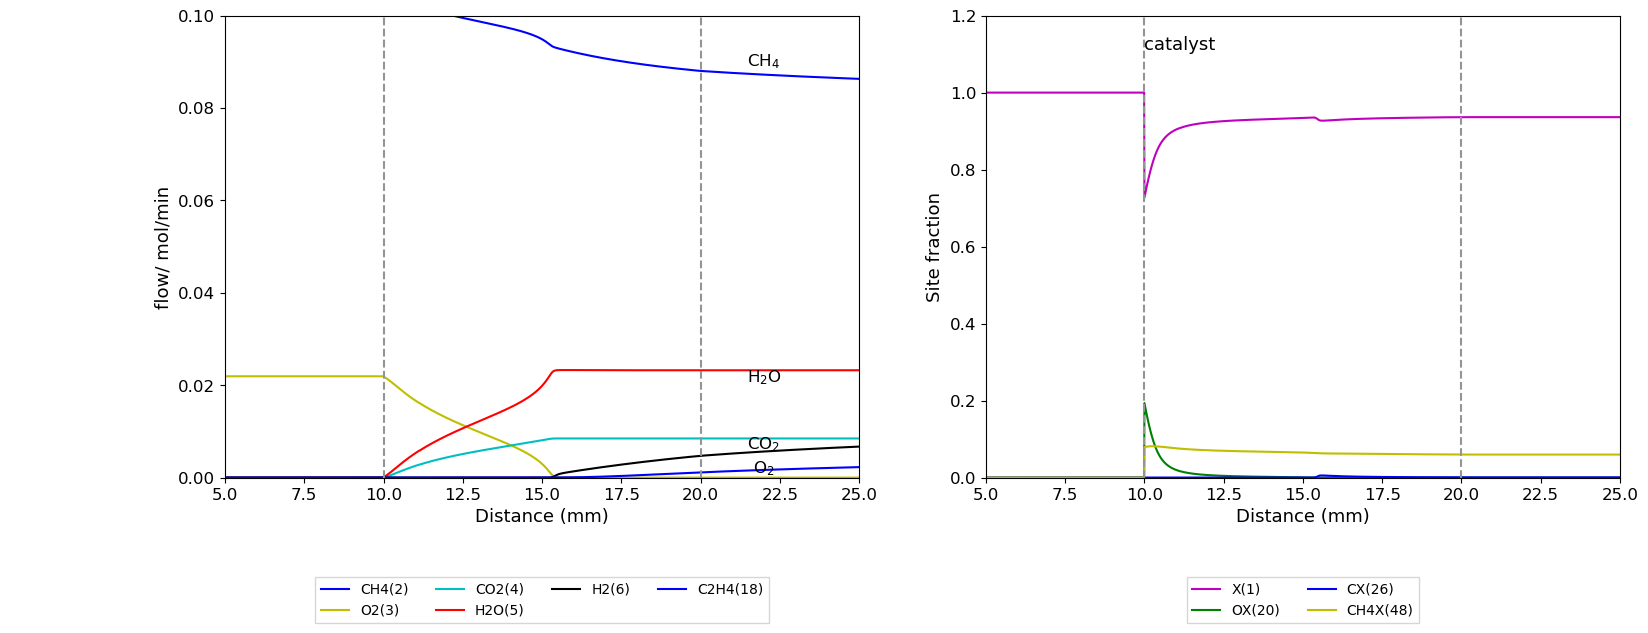 0.10
0.08
0.06
0.04
0.02
0.00
flow/ mol/min
CH₄
H₂O
CO₂
O₂
5.0 7.5 10.0 12.5 15.0 17.5 20.0 22.5 25.0
Distance (mm)
CH4(2) CO2(4) H2(6) C2H4(18)
O2(3) H2O(5)
1.2
1.0
0.8
0.6
0.4
0.2
0.0
Site fraction
catalyst
5.0 7.5 10.0 12.5 15.0 17.5 20.0 22.5 25.0
Distance (mm)
X(1) CX(26)
OX(20) CH4X(48)